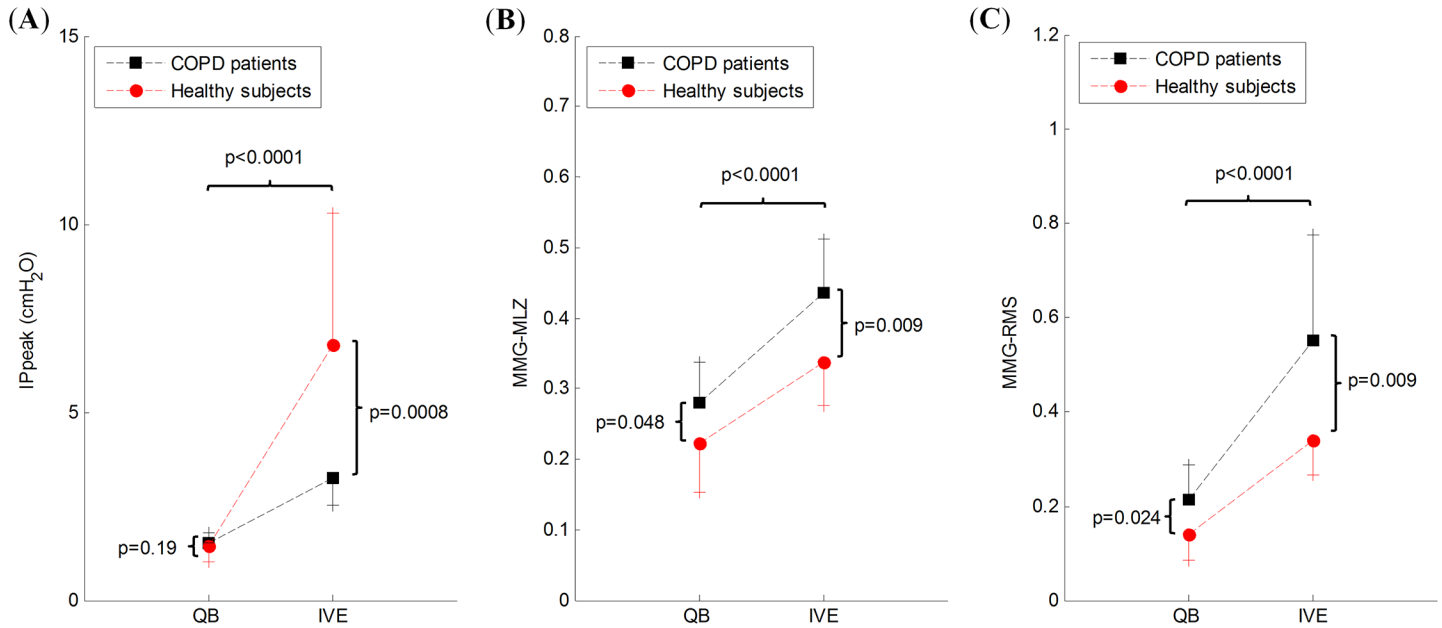 (A)
15
10
5
0
IPpeak (cmH2O)
COPD patients
Healthy subjects
p<0.0001
p=0.0008
p=0.19
QB
IVE
(B)
0.8
0.7
0.6
0.5
0.4
0.3
0.2
0.1
0
MMG-MLZ
COPD patients
Healthy subjects
p<0.0001
p=0.009
p=0.048
QB
IVE
(C)
1.2
1
0.8
0.6
0.4
0.2
0
MMG-RMS
COPD patients
Healthy subjects
p<0.0001
p=0.009
p=0.024
QB
IVE